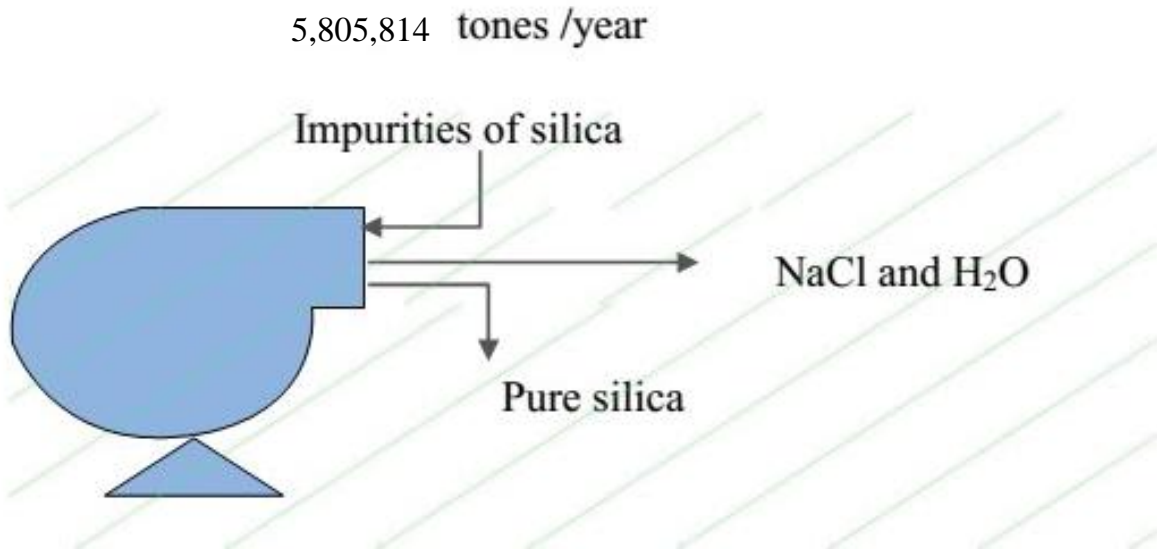 5,805,814 tones /year
Impurities of silica
NaCl and H₂O
Pure silica